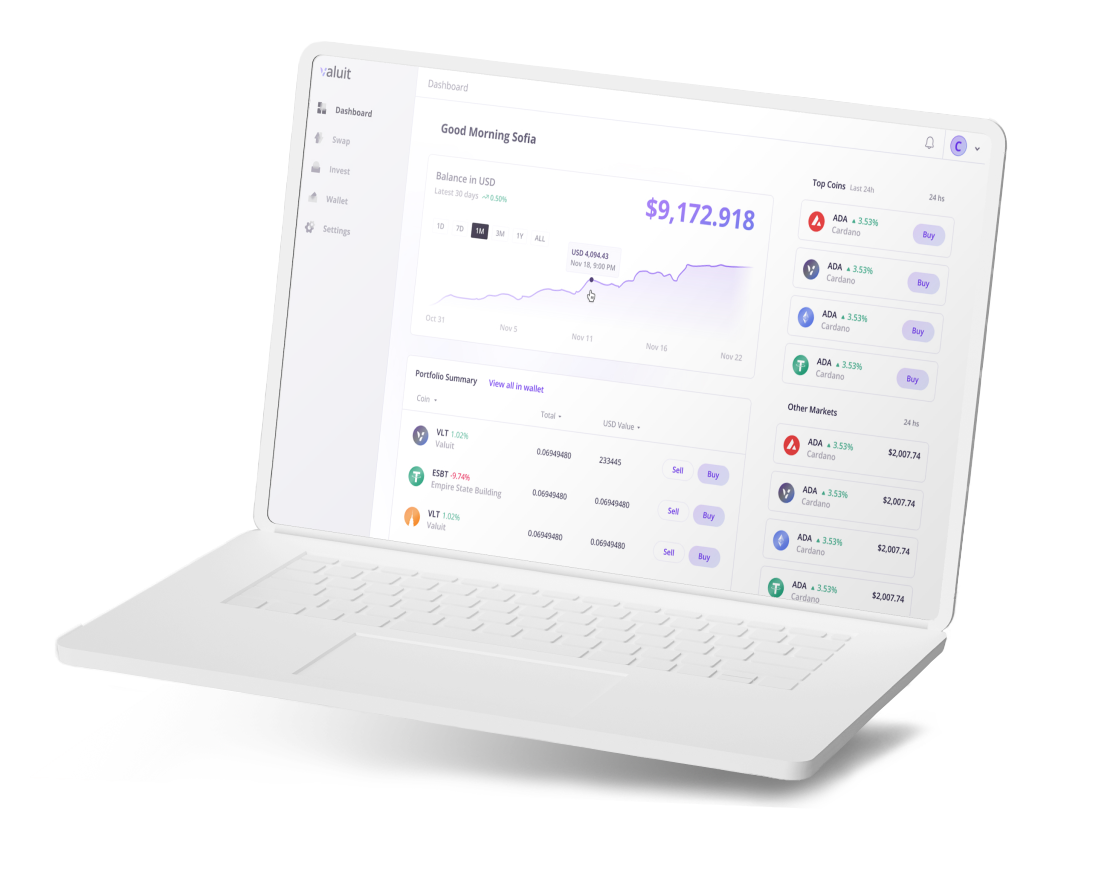 valuit
Dashboard
Swap
Invest
Wallet
Settings
Dashboard
C
Good Morning Sofia
Balance in USD
Latest 30 days 0.50%
$9,172.918
1D 7D 1M 3M 1Y ALL
USD 4,094.43
Nov 18, 9:00 PM
Oct 31 Nov 5 Nov 11 Nov 16 Nov 22
Portfolio Summary View all in wallet
Coin Total USD Value
VLT 1.02%
Valuit
0.06949480 233445 Sell Buy
ESBT -9.74%
Empire State Building
0.06949480 0.06949480 Sell Buy
VLT 1.02%
Valuit
0.06949480 0.06949480 Sell Buy
Top Coins Last 24h 24 hs
ADA ▲ 3.53%
Cardano
Buy
ADA ▲ 3.53%
Cardano
Buy
ADA ▲ 3.53%
Cardano
Buy
ADA ▲ 3.53%
Cardano
Buy
Other Markets 24 hs
ADA ▲ 3.53%
Cardano
$2,007.74
ADA ▲ 3.53%
Cardano
$2,007.74
ADA ▲ 3.53%
Cardano
$2,007.74
ADA ▲ 3.53%
Cardano
$2,007.74